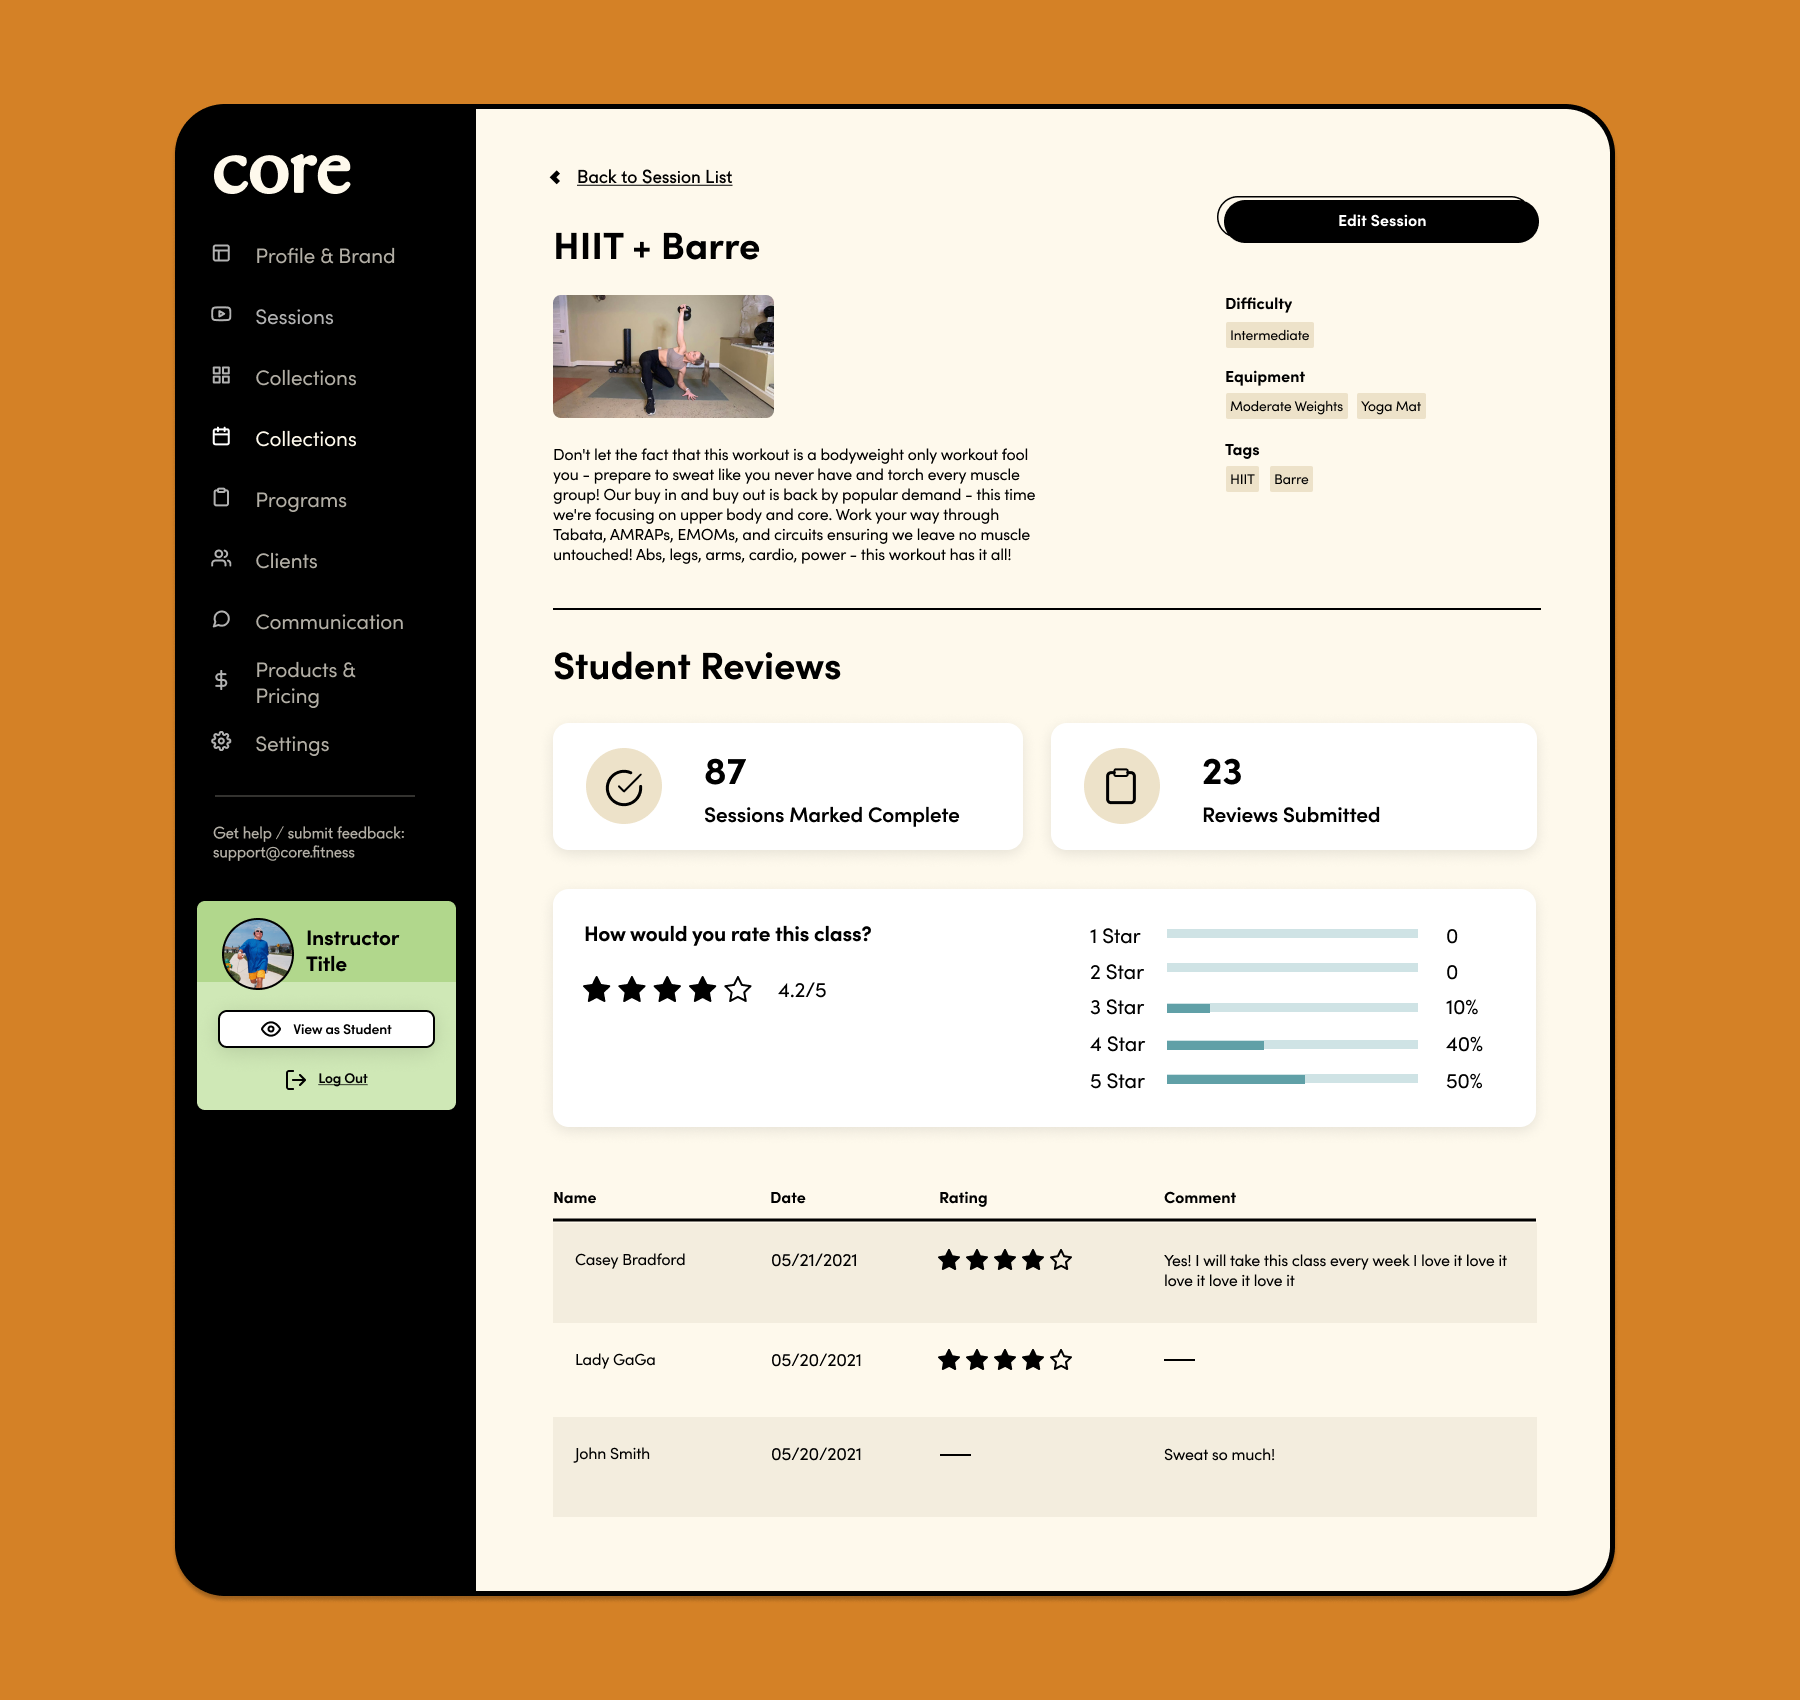 core
Profile & Brand
Sessions
Collections
Collections
Programs
Clients
Communication
Products &
Pricing
Settings
Get help / submit feedback:
support@core.fitness
Instructor
Title
View as Student
Log Out
Back to Session List
HIIT + Barre
Edit Session
Don't let the fact that this workout is a bodyweight only workout fool
you - prepare to sweat like you never have and torch every muscle
group! Our buy in and buy out is back by popular demand - this time
we're focusing on upper body and core. Work your way through
Tabata, AMRAPs, EMOMs, and circuits ensuring we leave no muscle
untouched! Abs, legs, arms, cardio, power - this workout has it all!
Difficulty
Intermediate
Equipment
Moderate Weights Yoga Mat
Tags
HIIT Barre
Student Reviews
87
Sessions Marked Complete
23
Reviews Submitted
How would you rate this class?
4.2/5
1 Star 0
2 Star 0
3 Star 10%
4 Star 40%
5 Star 50%
Name Date Rating Comment
Casey Bradford 05/21/2021 Yes! I will take this class every week I love it love it
love it love it love it
Lady GaGa 05/20/2021
John Smith 05/20/2021 Sweat so much!